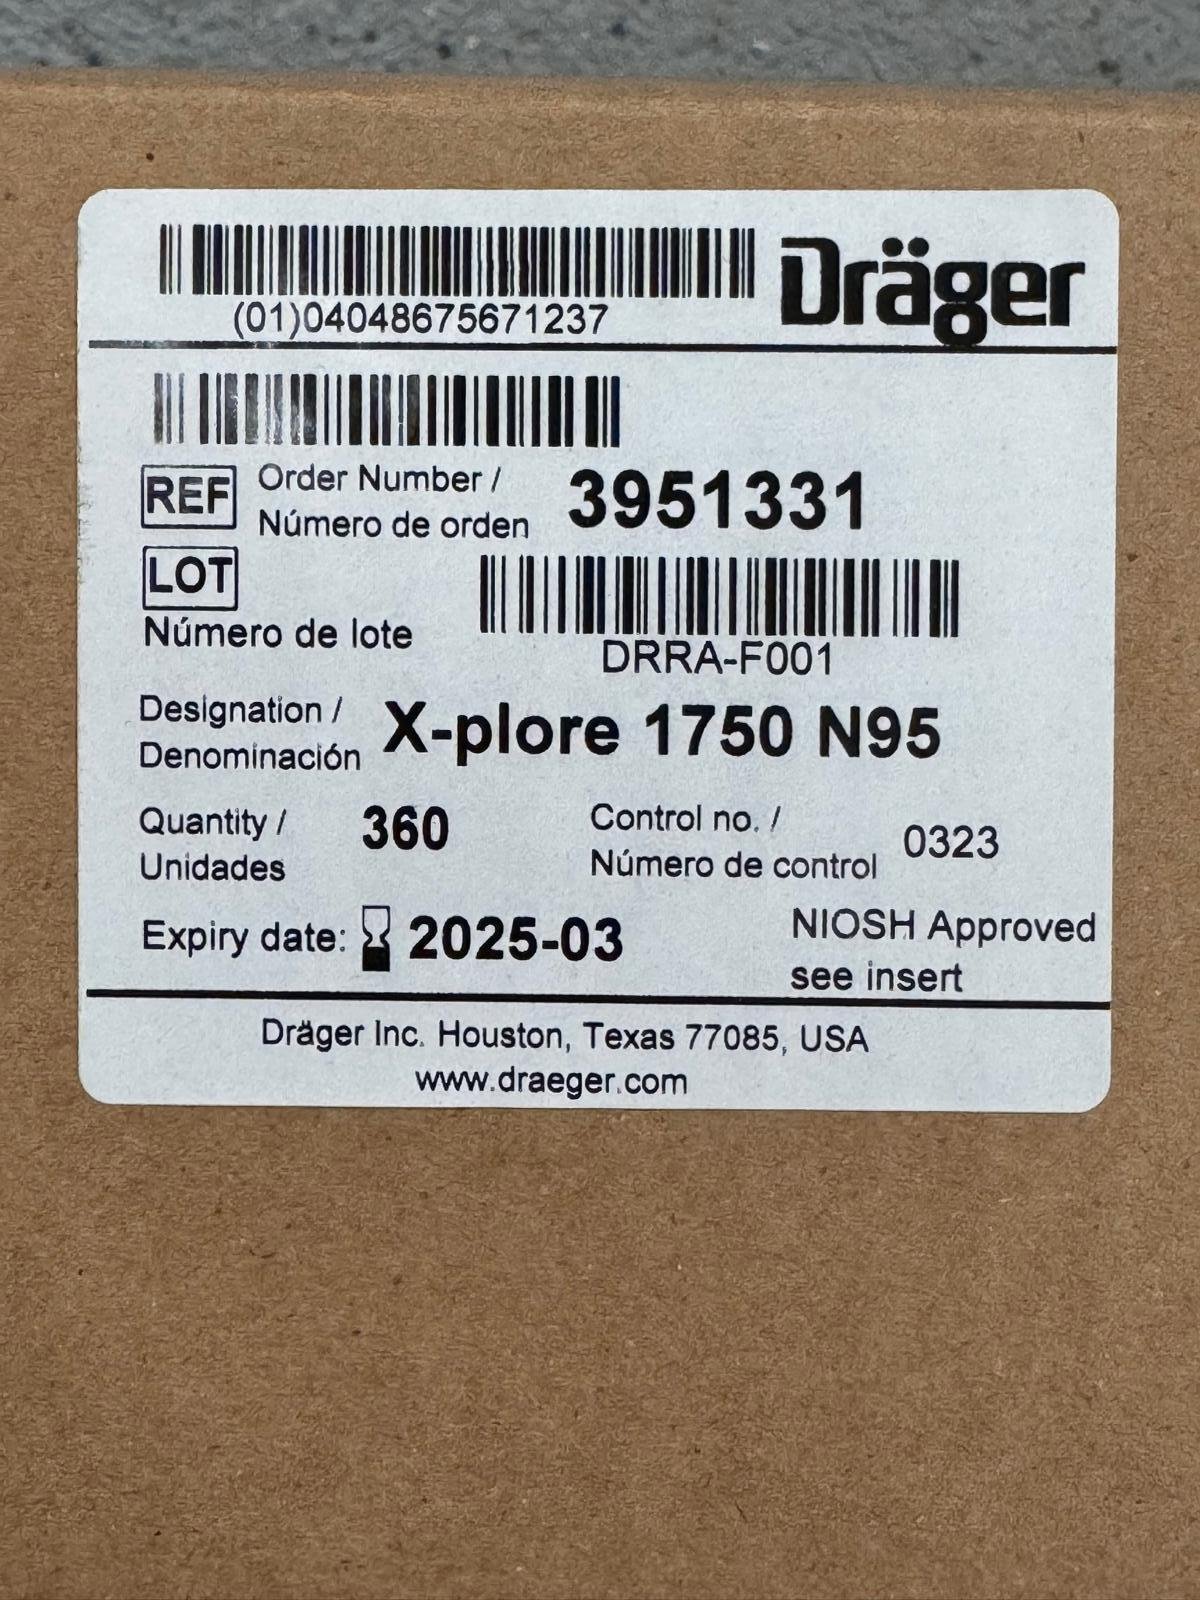 (01)04048675671237
Dräger
REF Order Number / 3951331
Número de orden
LOT
Número de lote
DRRA-F001
Designation / X-plore 1750 N95
Denominación
Quantity / 360
Unidades
Control no. / 0323
Número de control
Expiry date: 2025-03
NIOSH Approved
see insert
Dräger Inc. Houston, Texas 77085, USA
www.draeger.com